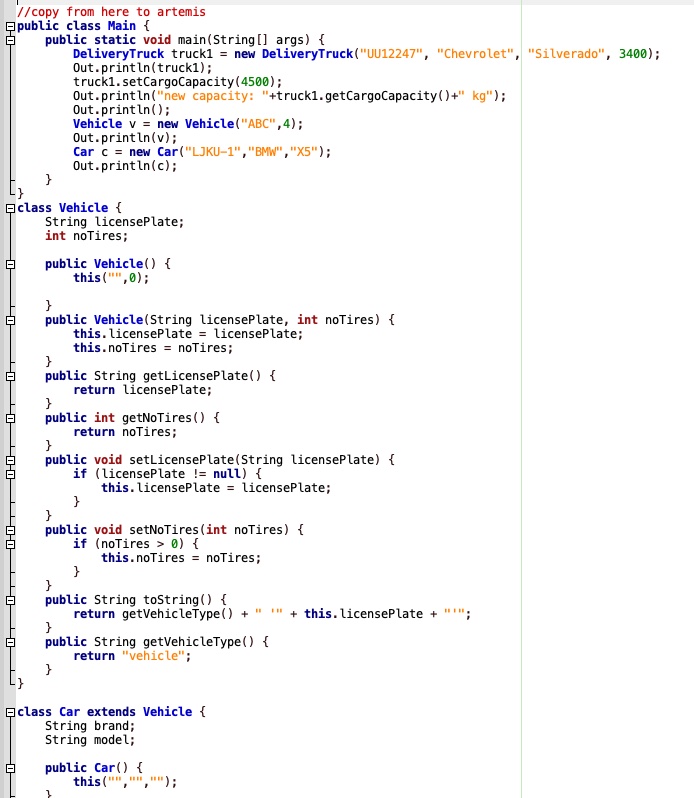 //copy from here to artemis
public class Main {
    public static void main(String[] args) {
        DeliveryTruck truck1 = new DeliveryTruck("UU12247", "Chevrolet", "Silverado", 3400);
        Out.println(truck1);
        truck1.setCargoCapacity(4500);
        Out.println("new capacity: "+truck1.getCargoCapacity()+" kg");
        Out.println();
        Vehicle v = new Vehicle("ABC",4);
        Out.println(v);
        Car c = new Car("LJKU-1","BMW","X5");
        Out.println(c);
    }
}
class Vehicle {
    String licensePlate;
    int noTires;

    public Vehicle() {
        this("",0);

    }
    public Vehicle(String licensePlate, int noTires) {
        this.licensePlate = licensePlate;
        this.noTires = noTires;
    }
    public String getLicensePlate() {
        return licensePlate;
    }
    public int getNoTires() {
        return noTires;
    }
    public void setLicensePlate(String licensePlate) {
        if (licensePlate != null) {
            this.licensePlate = licensePlate;
        }
    }
    public void setNoTires(int noTires) {
        if (noTires > 0) {
            this.noTires = noTires;
        }
    }
    public String toString() {
        return getVehicleType() + " '" + this.licensePlate + "'";
    }
    public String getVehicleType() {
        return "vehicle";
    }
}

class Car extends Vehicle {
    String brand;
    String model;

    public Car() {
        this("","","");
    }